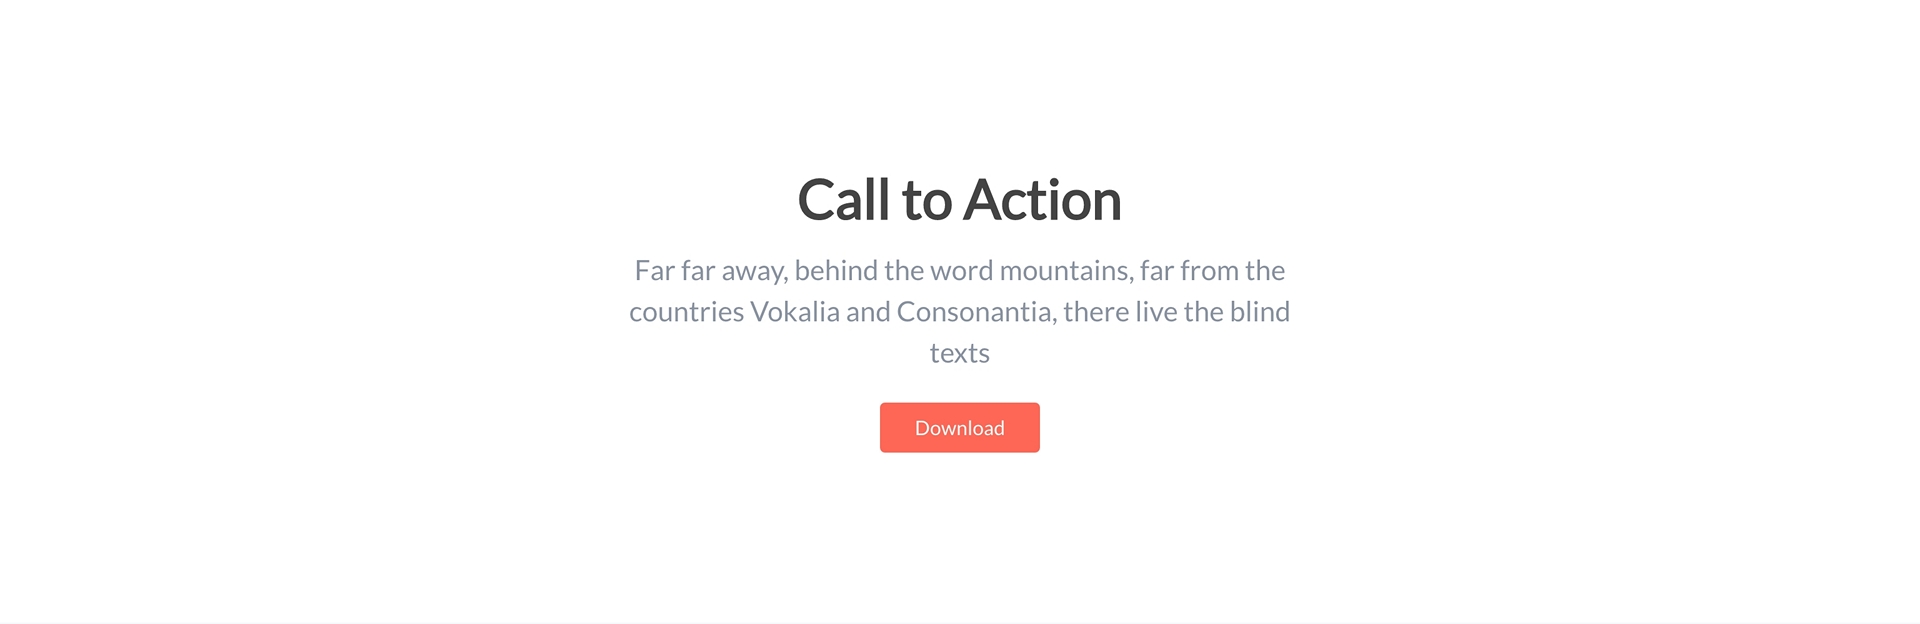 Call to Action
Far far away, behind the word mountains, far from the
countries Vokalia and Consonantia, there live the blind
texts
Download